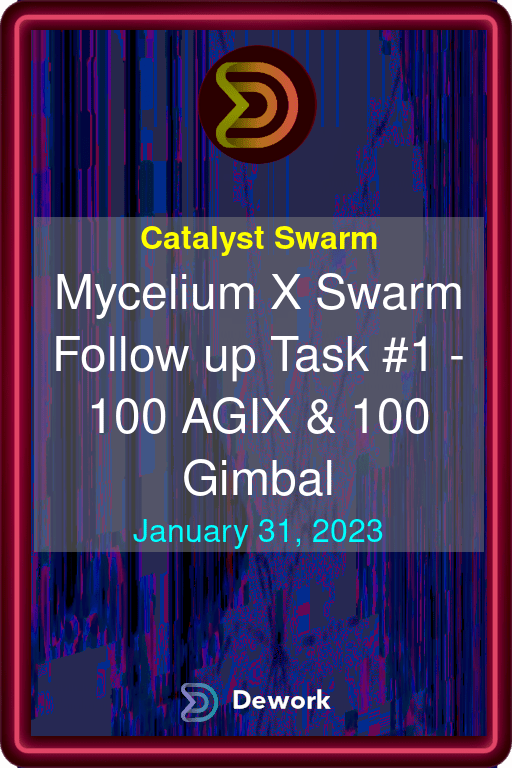 Catalyst Swarm
Mycelium X Swarm
Follow up Task #1 -
100 AGIX & 100
Gimbal
January 31, 2023
Dework